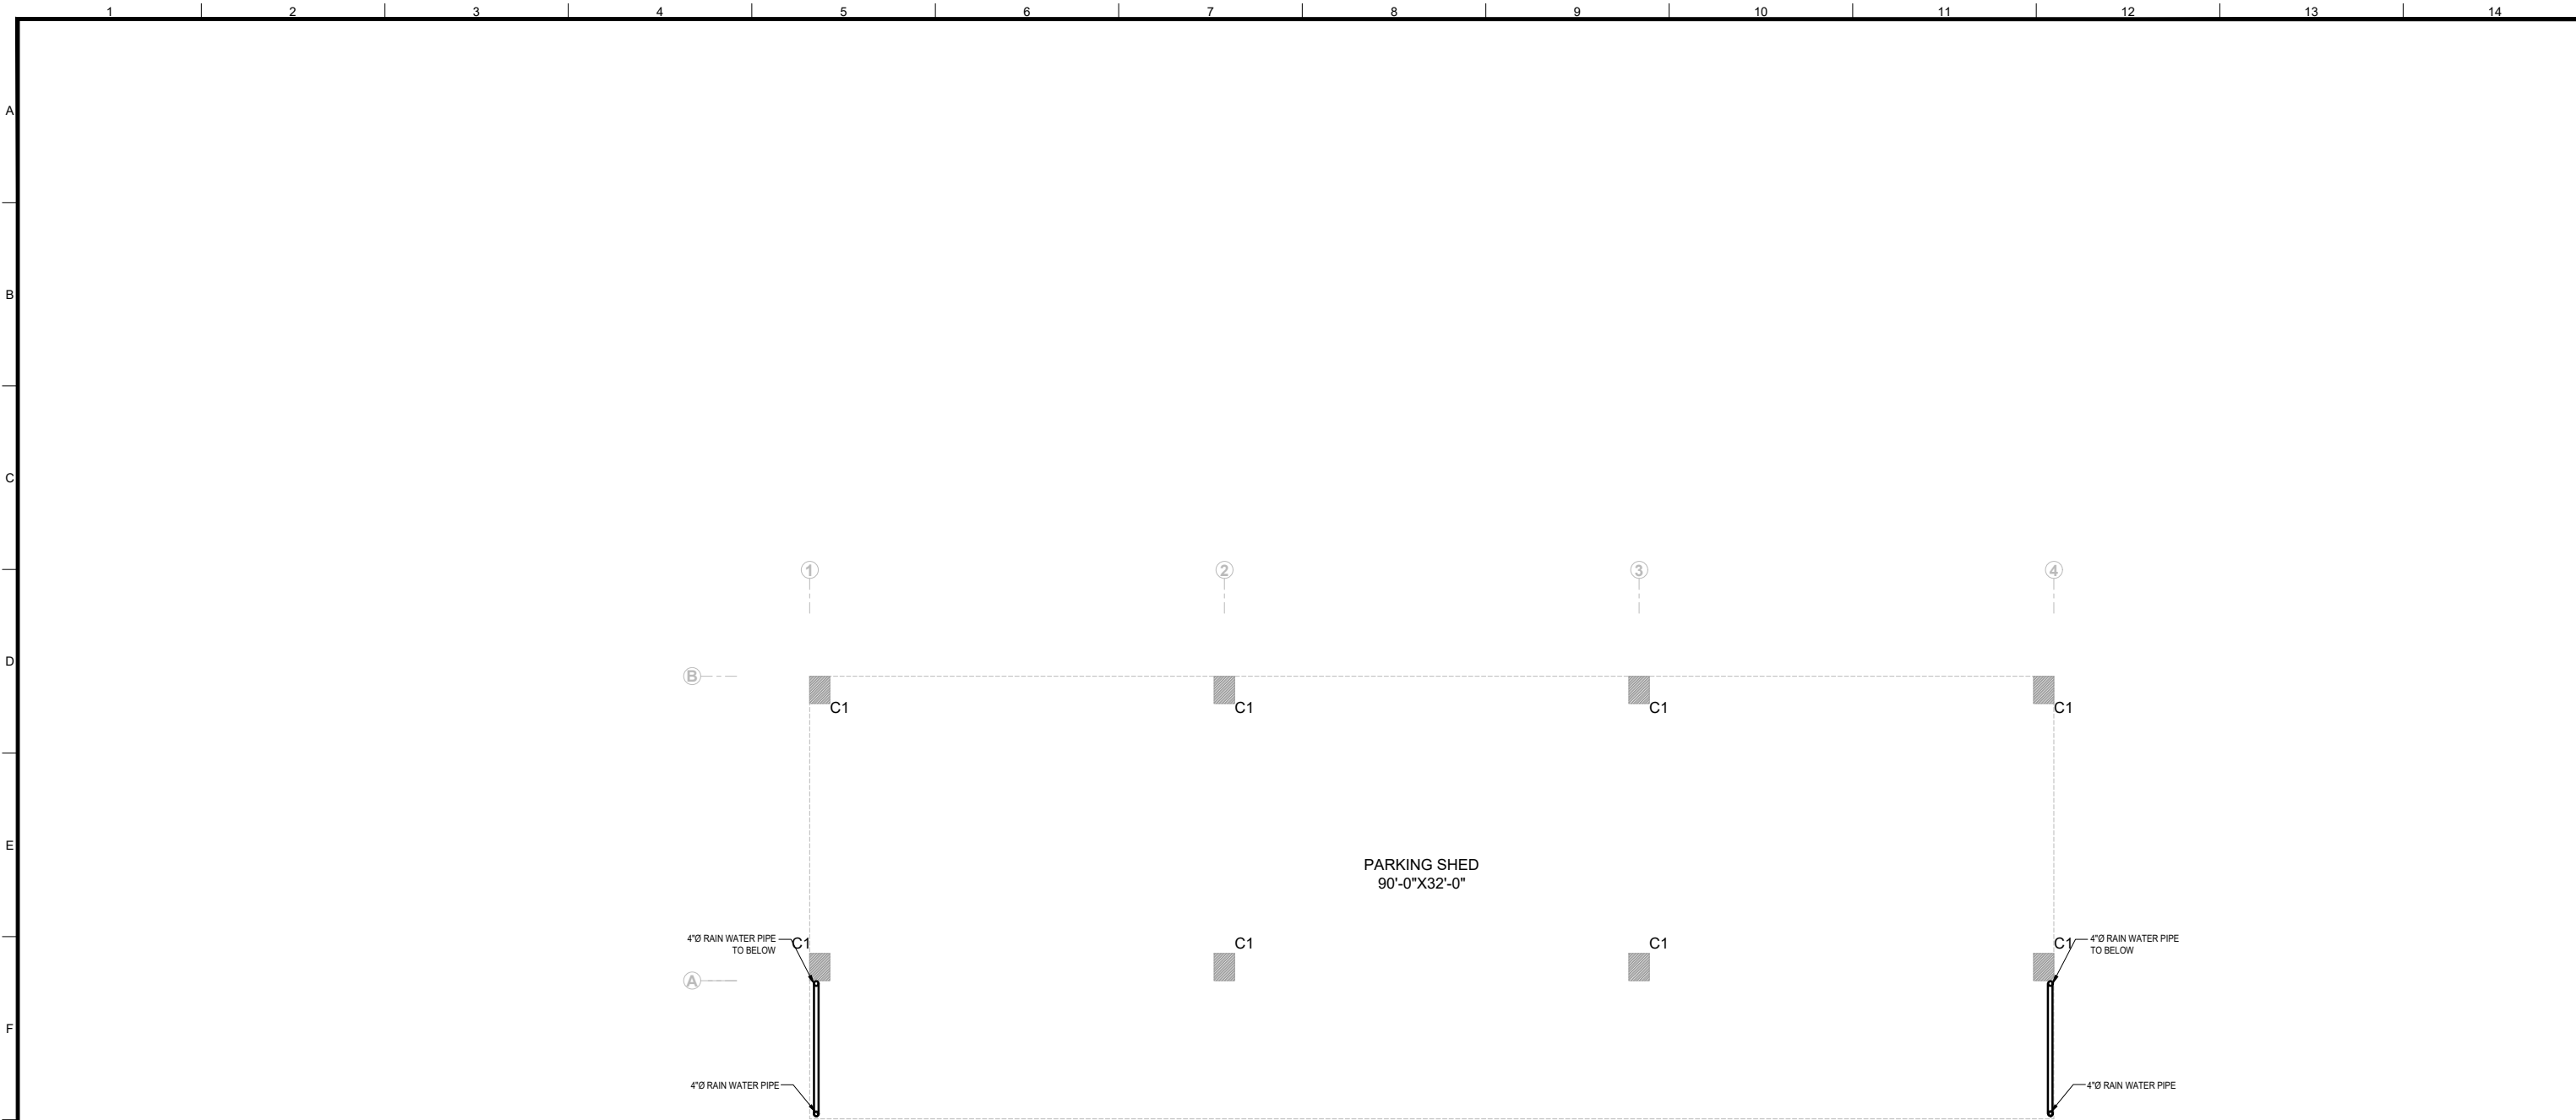 1 2 3 4 5 6 7 8 9 10 11 12 13 14
A
B
C
1 2 3 4
D
B
C1 C1 C1 C1
E
PARKING SHED
90'-0"X32'-0"
4"Ø RAIN WATER PIPE
TO BELOW
C1 C1 C1 C1
4"Ø RAIN WATER PIPE
TO BELOW
A
F
4"Ø RAIN WATER PIPE
4"Ø RAIN WATER PIPE